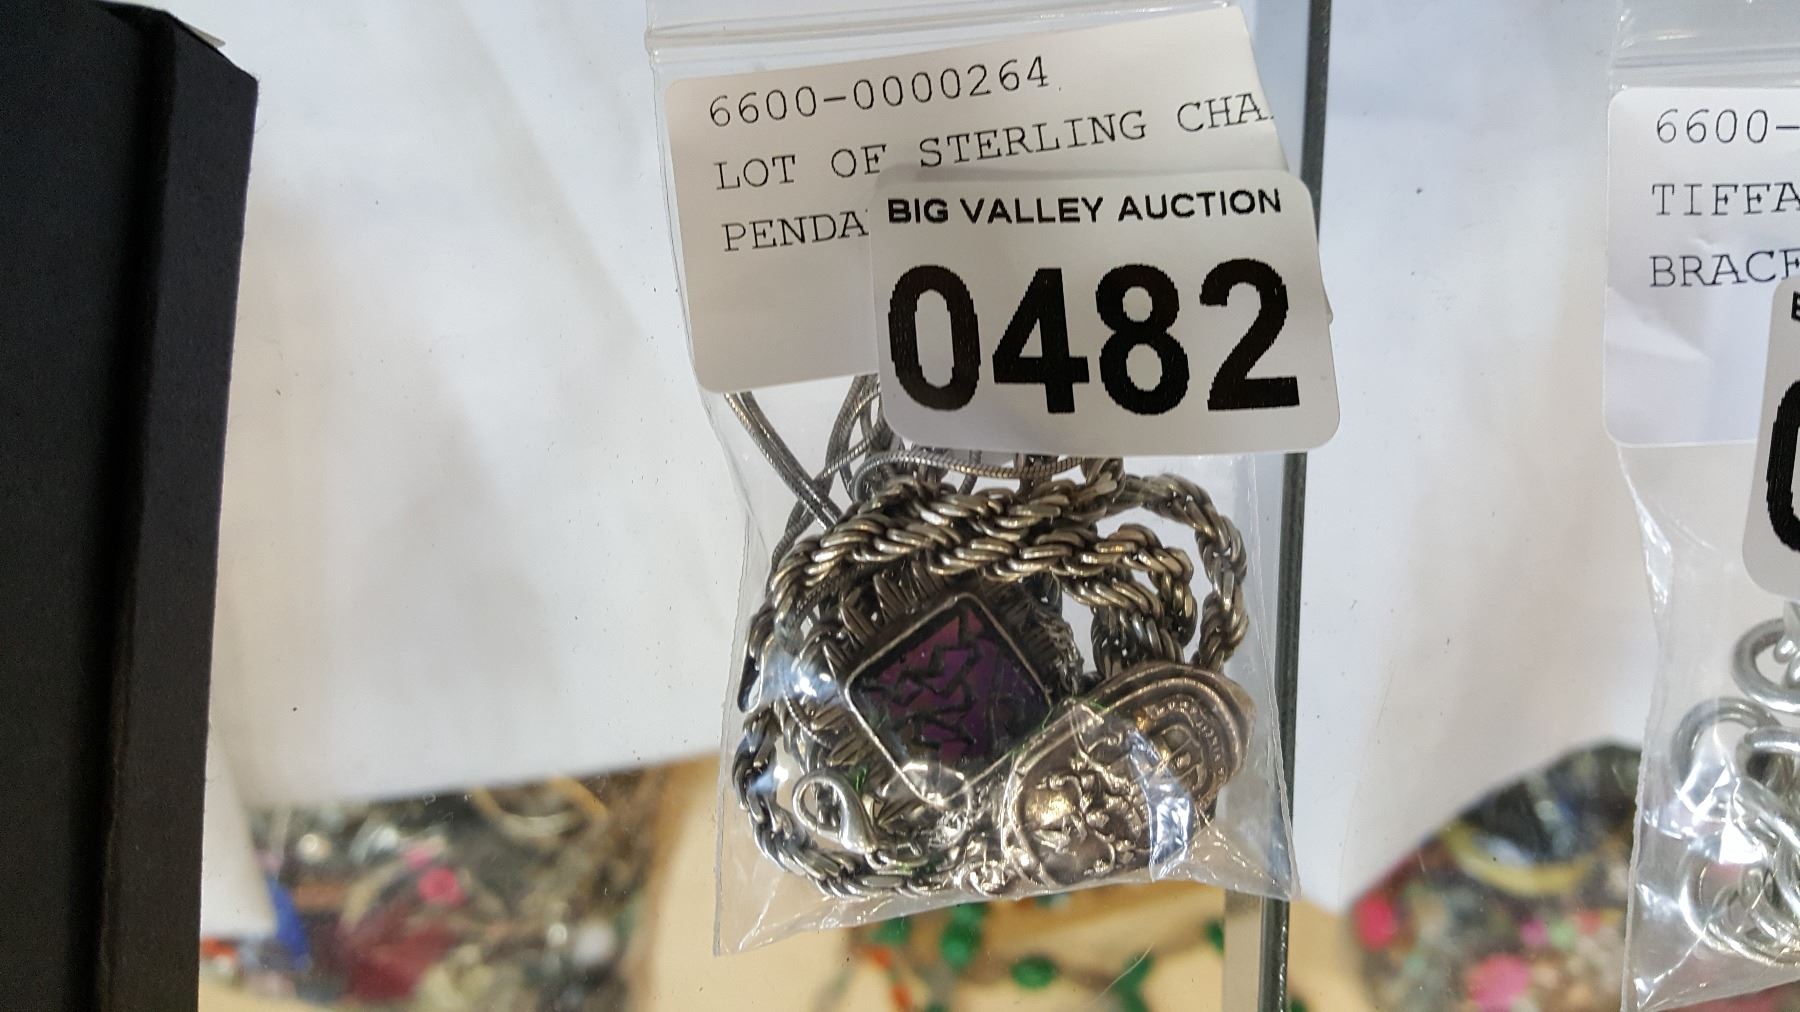 6600-0000264
LOT OF STERLING CHA
PENDA
BIG VALLEY AUCTION
0482
6600-
TIFFA
BRACE